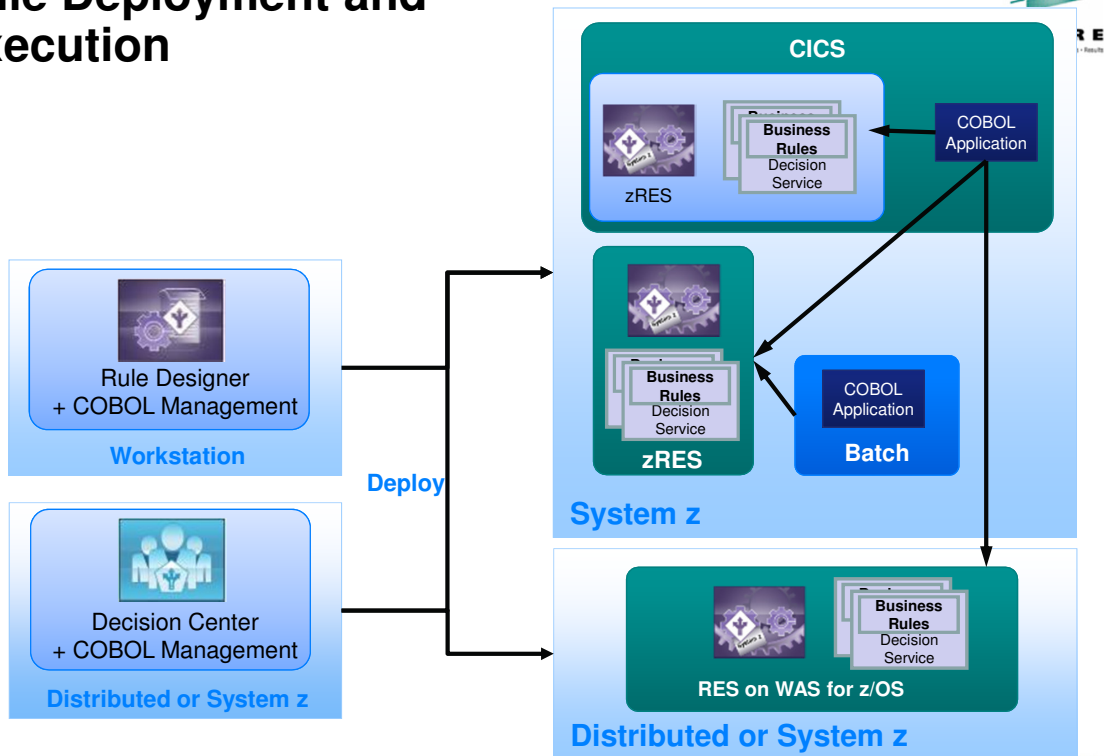 le Deployment and
xecution
R E
Results
CICS
zRES
Business
Rules
Decision
Service
COBOL
Application
Rule Designer
+ COBOL Management
Workstation
Deploy
Business
Rules
Decision
Service
zRES
COBOL
Application
Batch
System z
Decision Center
+ COBOL Management
Distributed or System z
Business
Rules
Decision
Service
RES on WAS for z/OS
Distributed or System z